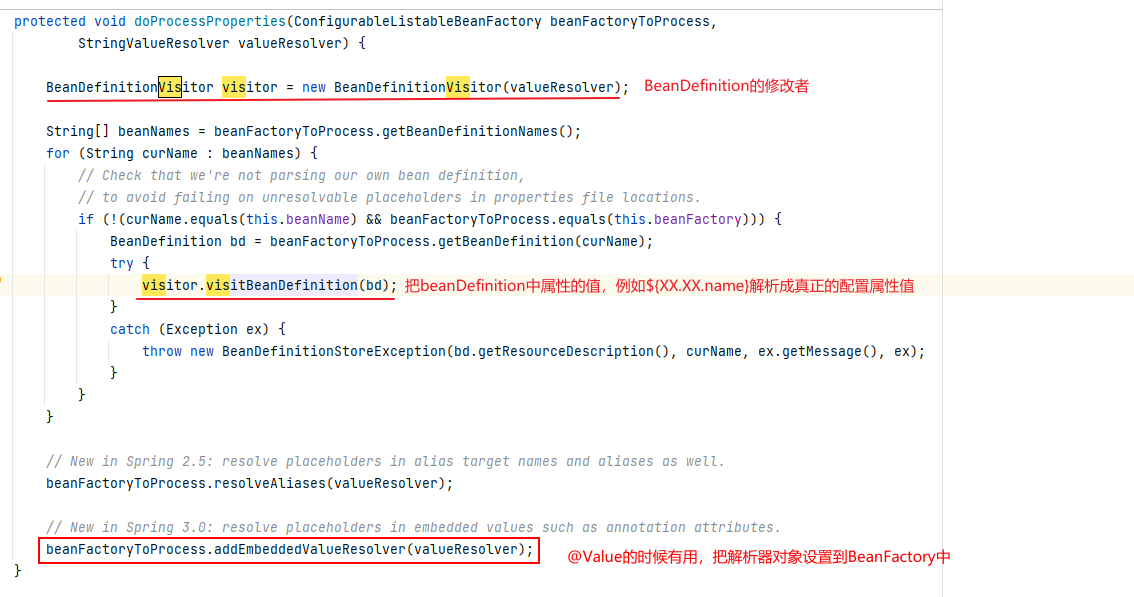 protected void doProcessProperties(ConfigurableListableBeanFactory beanFactoryToProcess,
StringValueResolver valueResolver) {
BeanDefinitionVisitor visitor = new BeanDefinitionVisitor(valueResolver); BeanDefinition的修改者
String[] beanNames = beanFactoryToProcess.getBeanDefinitionNames();
for (String curName : beanNames) {
// Check that we're not parsing our own bean definition,
// to avoid failing on unresolvable placeholders in properties file locations.
if (!(curName.equals(this.beanName) && beanFactoryToProcess.equals(this.beanFactory))) {
BeanDefinition bd = beanFactoryToProcess.getBeanDefinition(curName);
try {
visitor.visitBeanDefinition(bd); 把beanDefinition中属性的值，例如${XX.XX.name}解析成真正的配置属性值
}
catch (Exception ex) {
throw new BeanDefinitionStoreException(bd.getResourceDescription(), curName, ex.getMessage(), ex);
}
}
}
// New in Spring 2.5: resolve placeholders in alias target names and aliases as well.
beanFactoryToProcess.resolveAliases(valueResolver);
// New in Spring 3.0: resolve placeholders in embedded values such as annotation attributes.
beanFactoryToProcess.addEmbeddedValueResolver(valueResolver); @Value的时候有用，把解析器对象设置到BeanFactory中
}